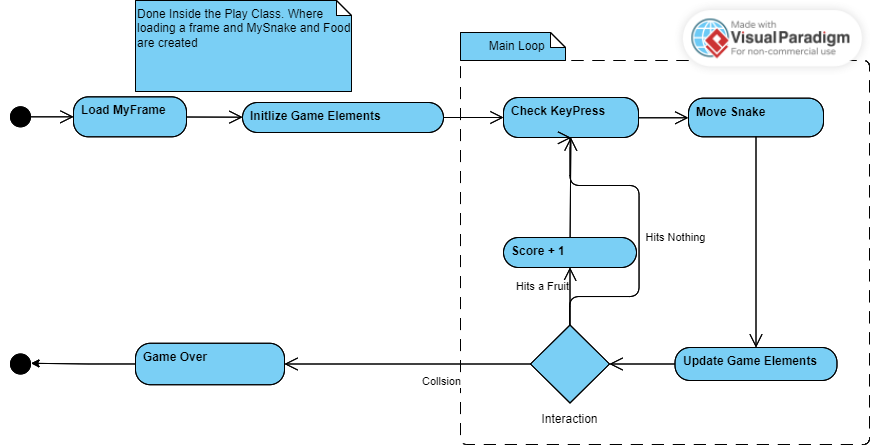 Done Inside the Play Class. Where
loading a frame and MySnake and Food
are created
Main Loop
Made with
Visual Paradigm
For non-commercial use
Load MyFrame
Initlize Game Elements
Check KeyPress
Move Snake
Score + 1
Hits Nothing
Hits a Fruit
Game Over
Update Game Elements
Collsion
Interaction